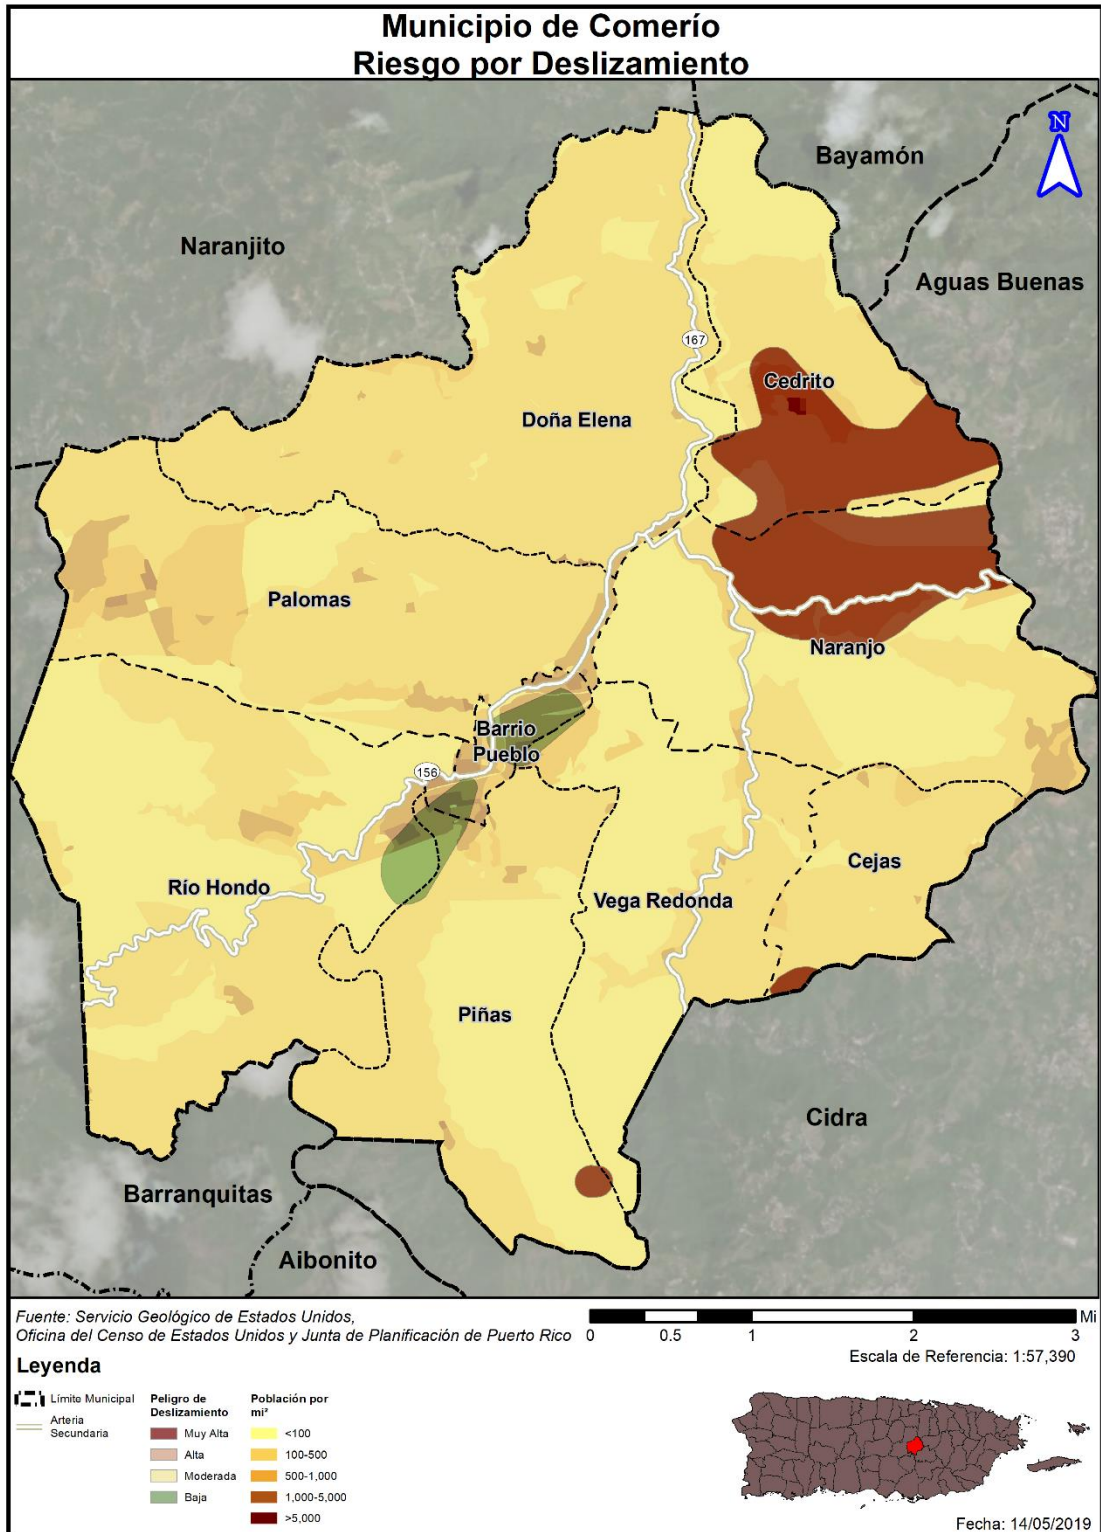 Municipio de Comerío
Riesgo por Deslizamiento
N
Bayamón
Naranjito
Aguas Buenas
167
Cedrito
Doña Elena
Palomas
Naranjo
Barrio
Pueblo
156
Cejas
Río Hondo
Vega Redonda
Piñas
Cidra
Barranquitas
Aibonito
Fuente: Servicio Geológico de Estados Unidos,
Oficina del Censo de Estados Unidos y Junta de Planificación de Puerto Rico
0 0.5 1 2 3 Mi
Escala de Referencia: 1:57,390
Leyenda
Límite Municipal
Arteria
Secundaria
Peligro de
Deslizamiento
Muy Alta
Alta
Moderada
Baja
Población por
mi²
<100
100-500
500-1,000
1,000-5,000
>5,000
Fecha: 14/05/2019